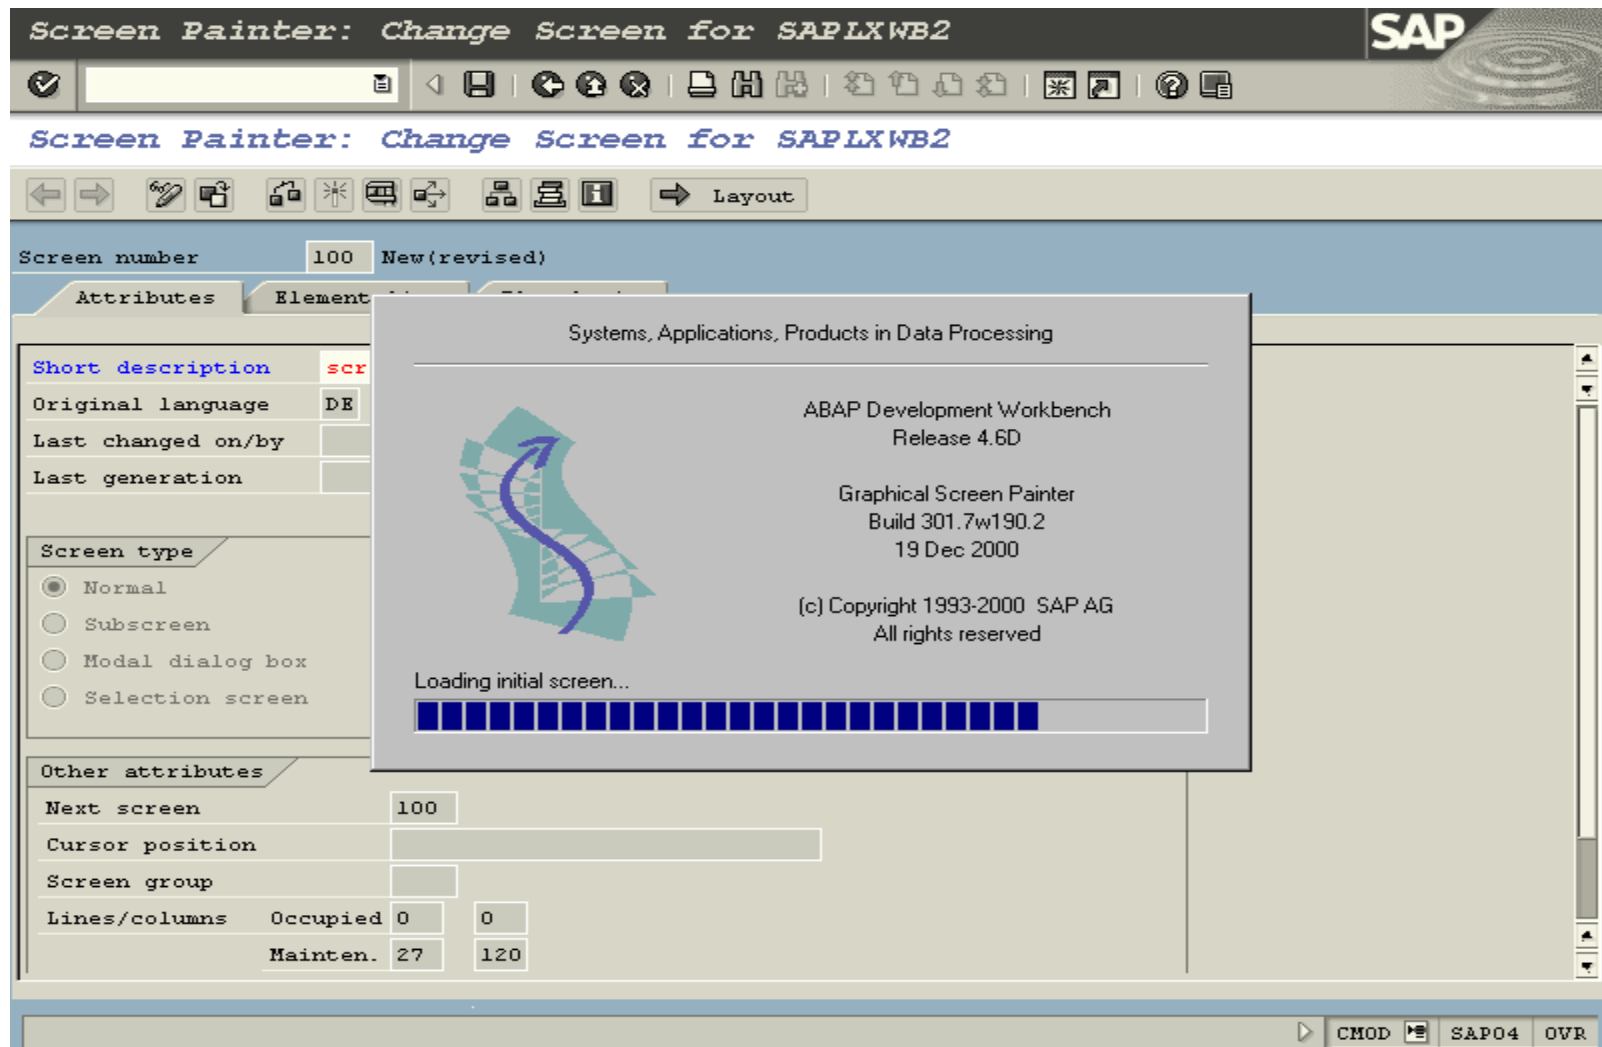 Screen Painter: Change Screen for SAPLXWB2
SAP
Screen Painter: Change Screen for SAPLXWB2
Layout
Screen number 100 New(revised)
Attributes Element
Systems, Applications, Products in Data Processing
Short description scr
Original language DE
Last changed on/by
Last generation
ABAP Development Workbench
Release 4.6D
Graphical Screen Painter
Build 301.7w190.2
19 Dec 2000
(c) Copyright 1993-2000 SAP AG
All rights reserved
Loading initial screen...
Screen type
Normal
Subscreen
Modal dialog box
Selection screen
Other attributes
Next screen 100
Cursor position
Screen group
Lines/columns Occupied 0 0
Mainten. 27 120
CMOD SAP04 OVR